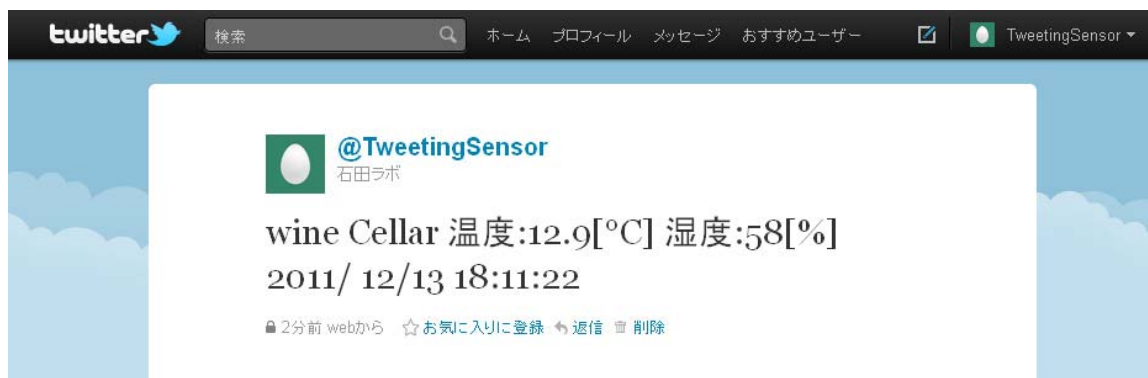 twitter 検索 ホーム プロフィール メッセージ おすすめユーザー TweetingSensor
@TweetingSensor
石田ラボ
wine Cellar 温度:12.9[°C] 湿度:58[%]
2011/ 12/13 18:11:22
2分前 webから お気に入りに登録 返信 削除